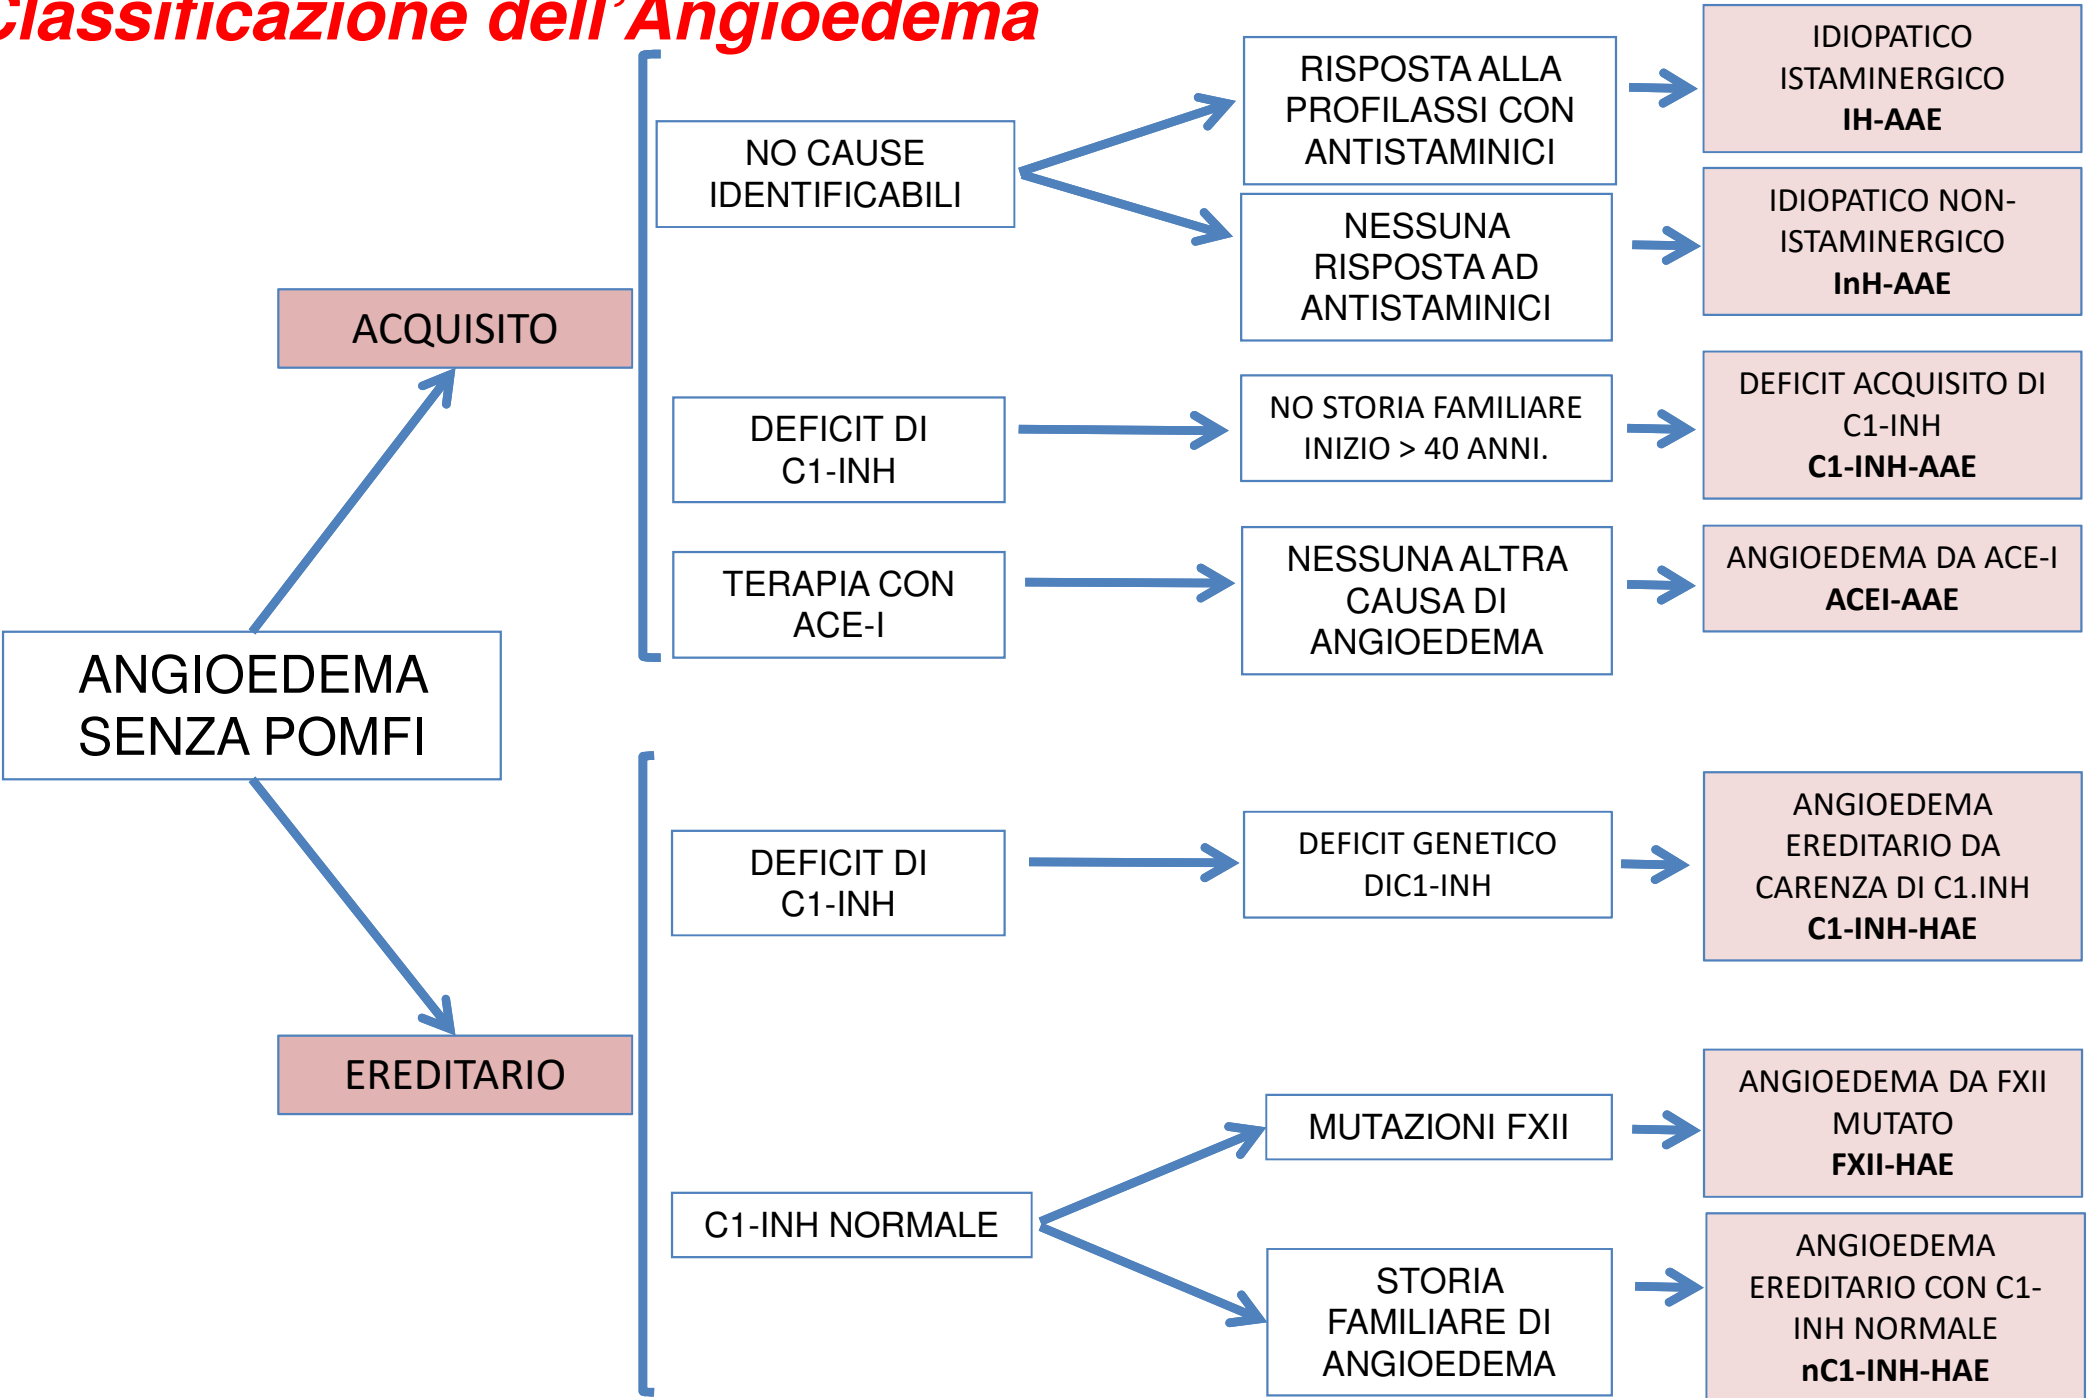 Classificazione dell'Angioedema
ANGIOEDEMA
SENZA POMFI
ACQUISITO
NO CAUSE
IDENTIFICABILI
RISPOSTA ALLA
PROFILASSI CON
ANTISTAMINICI
IDIOPATICO
ISTAMINERGICO
IH-AAE
NESSUNA
RISPOSTA AD
ANTISTAMINICI
IDIOPATICO NON-
ISTAMINERGICO
InH-AAE
DEFICIT DI
C1-INH
NO STORIA FAMILIARE
INIZIO > 40 ANNI.
DEFICIT ACQUISITO DI
C1-INH
C1-INH-AAE
TERAPIA CON
ACE-I
NESSUNA ALTRA
CAUSA DI
ANGIOEDEMA
ANGIOEDEMA DA ACE-I
ACEI-AAE
EREDITARIO
DEFICIT DI
C1-INH
DEFICIT GENETICO
DIC1-INH
ANGIOEDEMA
EREDITARIO DA
CARENZA DI C1.INH
C1-INH-HAE
C1-INH NORMALE
MUTAZIONI FXII
ANGIOEDEMA DA FXII
MUTATO
FXII-HAE
STORIA
FAMILIARE DI
ANGIOEDEMA
ANGIOEDEMA
EREDITARIO CON C1-
INH NORMALE
nC1-INH-HAE